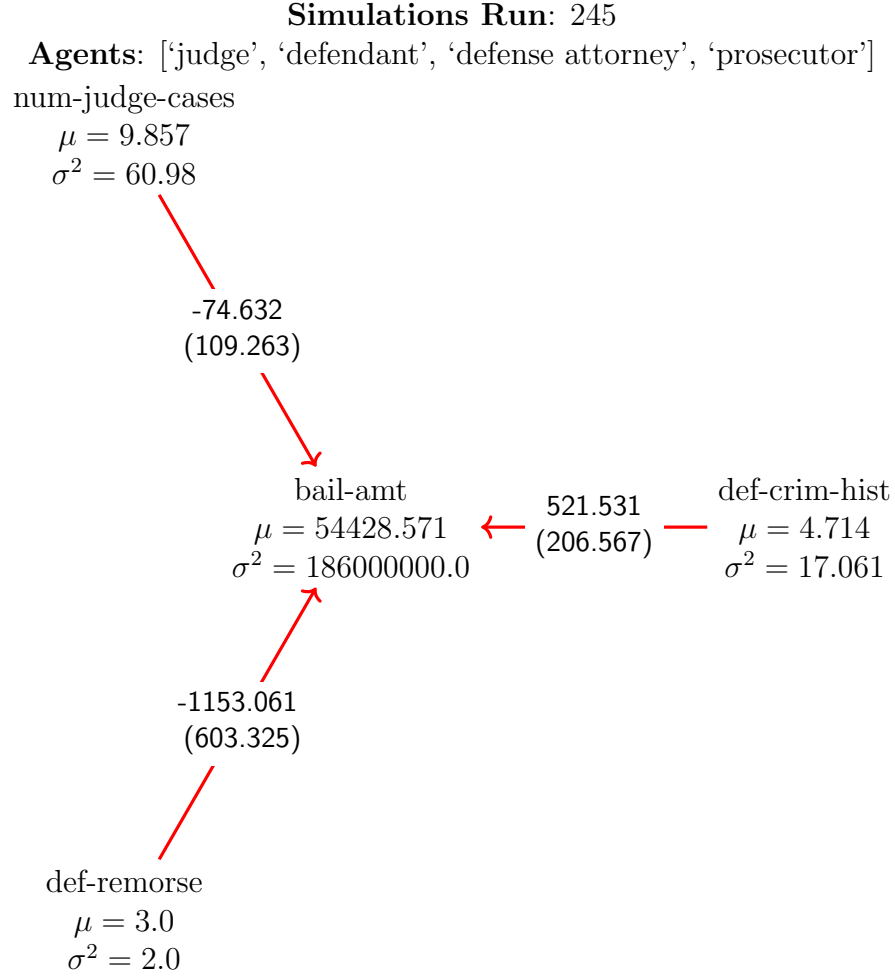 Simulations Run: 245
Agents: [‘judge’, ‘defendant’, ‘defense attorney’, ‘prosecutor’]
num-judge-cases
μ = 9.857
σ² = 60.98
-74.632
(109.263)
bail-amt
μ = 54428.571
σ² = 186000000.0
521.531
(206.567)
def-crim-hist
μ = 4.714
σ² = 17.061
-1153.061
(603.325)
def-remorse
μ = 3.0
σ² = 2.0